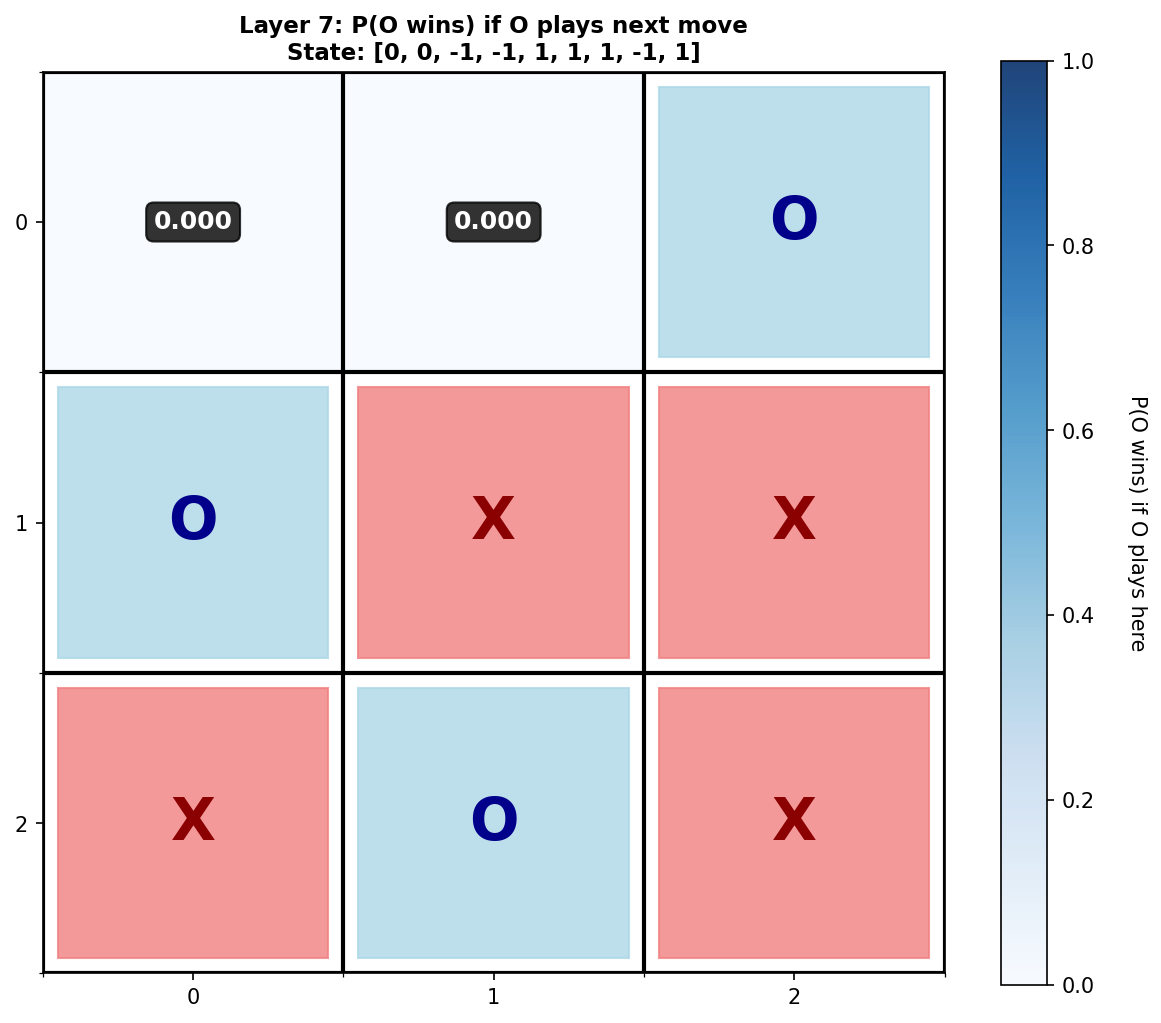 Layer 7: P(O wins) if O plays next move
State: [0, 0, -1, -1, 1, 1, 1, -1, 1]
0.000 0.000 O
O X X
X O X
0
1
2
0 1 2
1.0
0.8
0.6
0.4
0.2
0.0
P(O wins) if O plays here